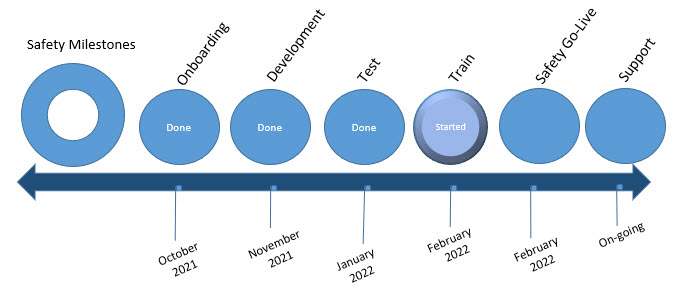 Safety Milestones
Onboarding
Development
Test
Train
Safety Go-Live
Support
Done
Done
Done
Started
October
2021
November
2021
January
2022
February
2022
February
2022
On-going